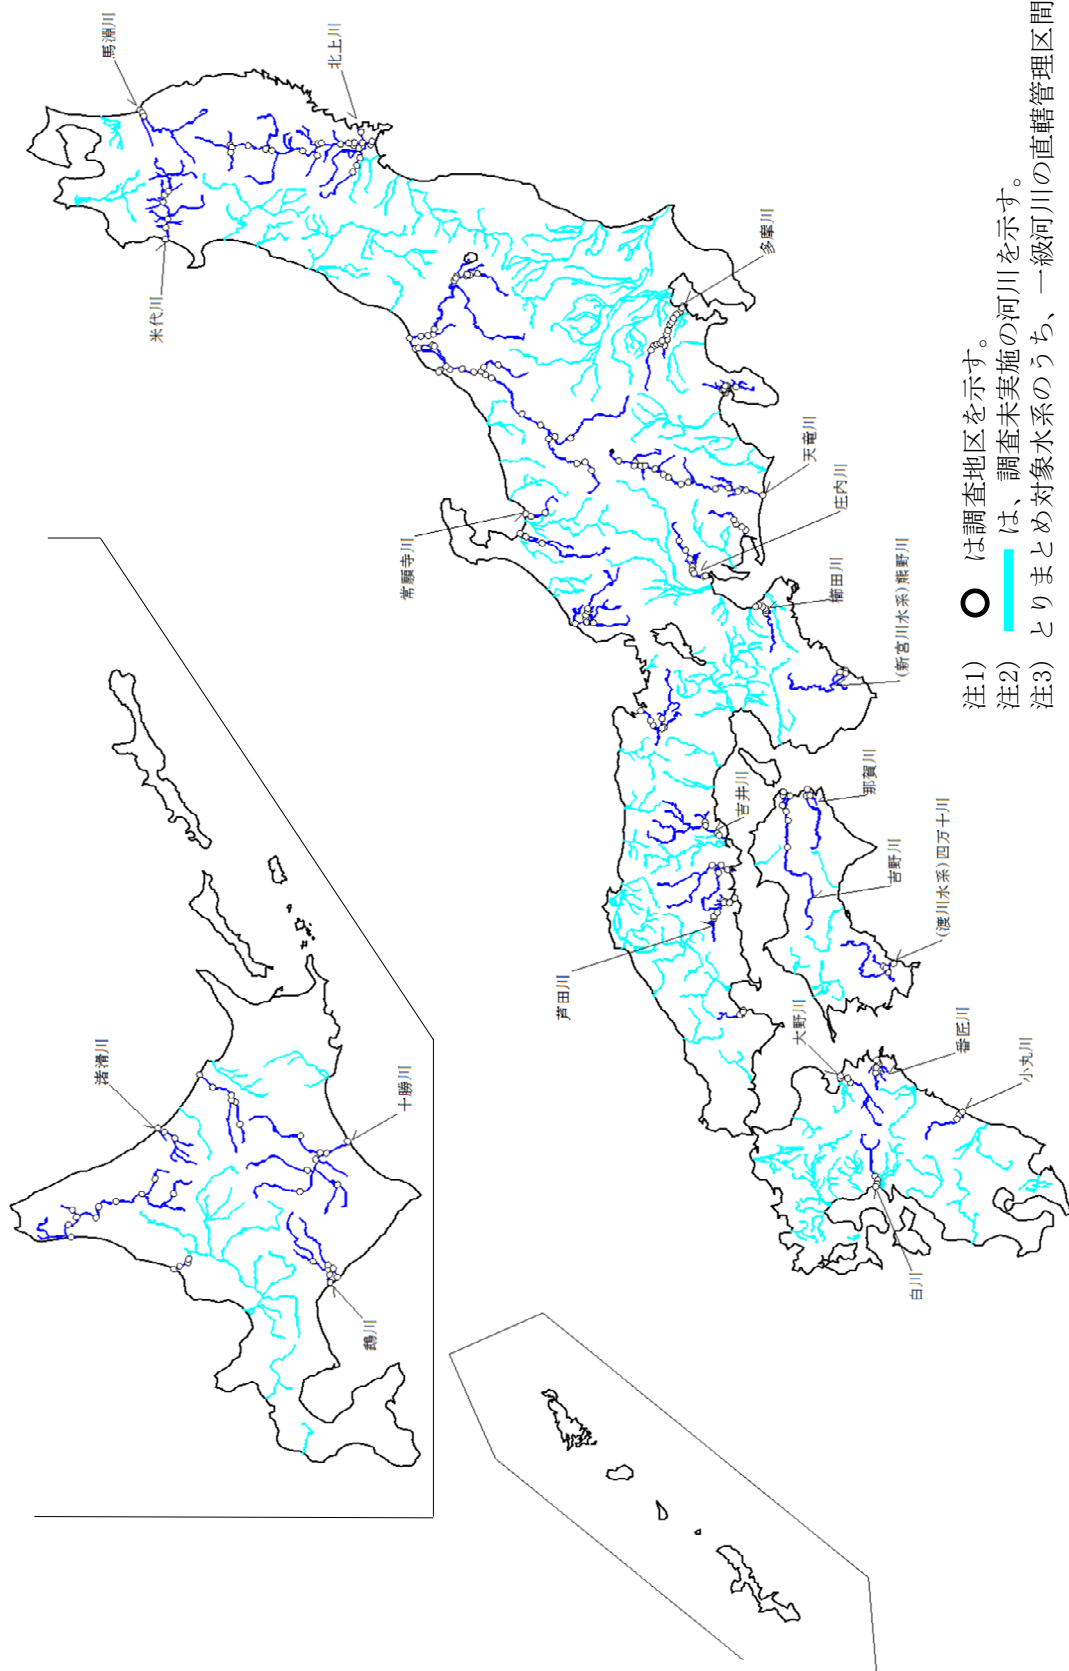 渚滑川
十勝川
鵡川
馬淵川
北上川
米代川
多摩川
常願寺川
天竜川
庄内川
櫛田川
(新宮川水系)熊野川
吉井川
芦田川
那賀川
吉野川
(渡川水系)四万十川
大野川
番匠川
小丸川
白川
注1) は調査地区を示す。
注2) は、調査未実施の河川を示す。
注3) とりまとめ対象水系のうち、一級河川の直轄管理区間